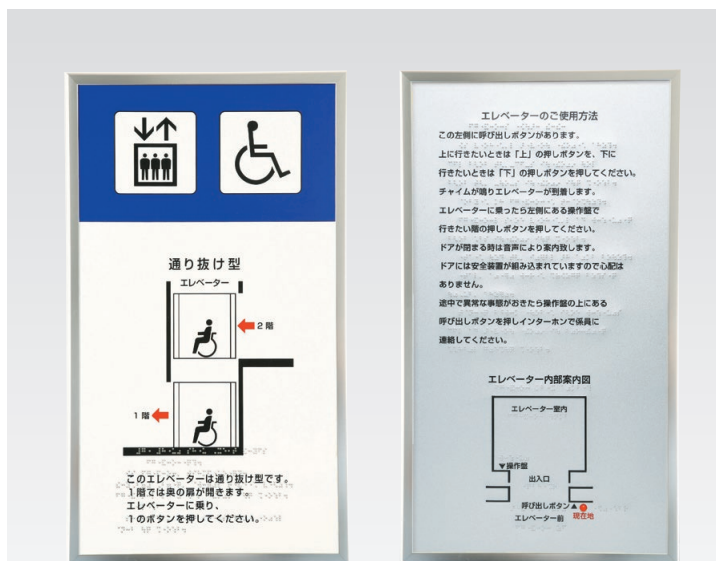 通り抜け型
エレベーター
2階
1階
このエレベーターは通り抜け型です。
1階では奥の扉が開きます。
エレベーターに乗り、
1のボタンを押してください。
エレベーターのご使用方法
この左側に呼び出しボタンがあります。
上に行きたいときは「上」の押しボタンを、下に
行きたいときは「下」の押しボタンを押してください。
チャイムが鳴りエレベーターが到着します。
エレベーターに乗ったら左側にある操作盤で
行きたい階の押しボタンを押してください。
ドアが閉まる時は音声により案内致します。
ドアには安全装置が組み込まれていますので心配は
ありません。
途中で異常な事態がおきたら操作盤の上にある
呼び出しボタンを押しインターホンで係員に
連絡してください。
エレベーター内部案内図
エレベーター室内
▼操作盤
出入口
呼び出しボタン▲
現在地
エレベーター前